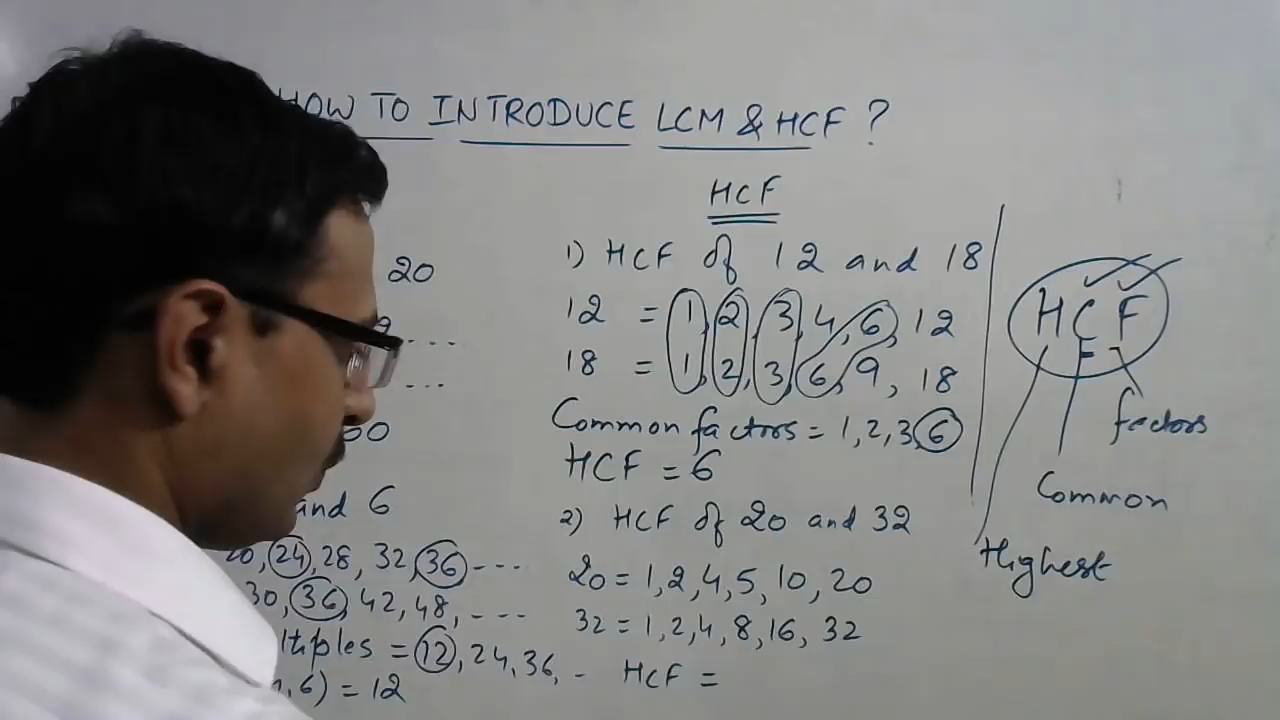 HOW TO INTRODUCE LCM & HCF ?
20
....
...
and 6
20, 24, 28, 32, 36 ----
30, 36, 42, 48, ----
= 12, 24, 36, -
, 6) = 12
HCF
1) HCF of 12 and 18
12 = 1, 2, 3, 4, 6, 12
18 = 1, 2, 3, 6, 9, 18
Common factors = 1, 2, 3, 6
HCF = 6
2) HCF of 20 and 32
20 = 1, 2, 4, 5, 10, 20
32 = 1, 2, 4, 8, 16, 32
HCF =
HCF
factors
Common
Highest